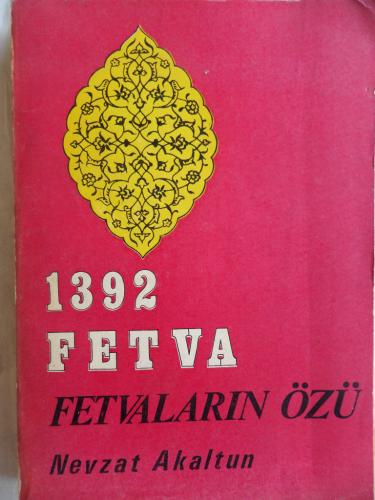 1392
FETVA
FETVALARIN ÖZÜ
Nevzat Akaltun